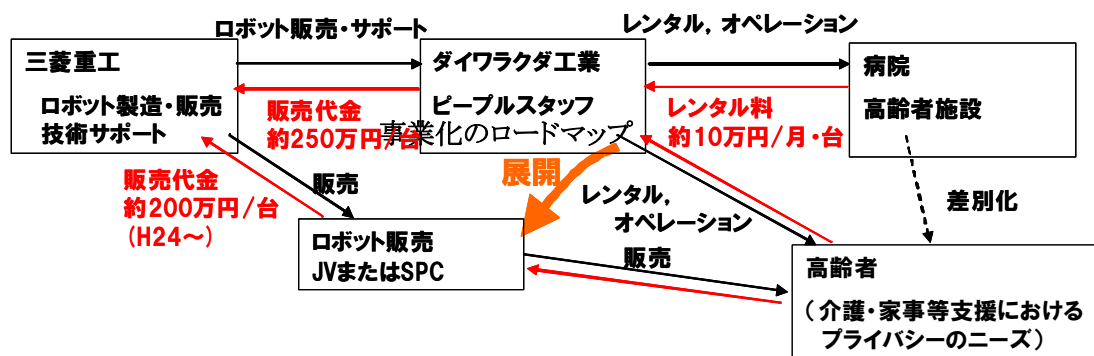 ロボット販売・サポート
レンタル，オペレーション
三菱重工
ロボット製造・販売
技術サポート
販売代金
約250万円/台
ダイワラクダ工業
ピープルスタッフ
事業化のロードマップ
レンタル料
約10万円/月・台
病院
高齢者施設
販売代金
約200万円/台
(H24～)
販売
展開
レンタル，
オペレーション
差別化
ロボット販売
JVまたはSPC
販売
高齢者
（介護・家事等支援における
プライバシーのニーズ）